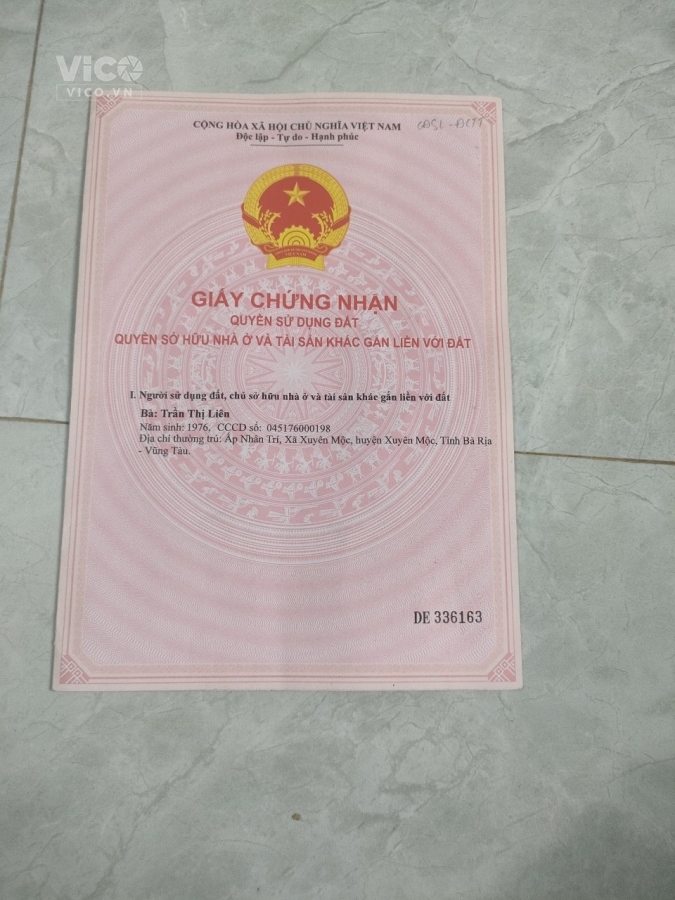 ViCO
VICO.VN
CỘNG HÒA XÃ HỘI CHỦ NGHĨA VIỆT NAM
Độc lập - Tự do - Hạnh phúc
GIẤY CHỨNG NHẬN
QUYỀN SỬ DỤNG ĐẤT
QUYỀN SỞ HỮU NHÀ Ở VÀ TÀI SẢN KHÁC GẮN LIỀN VỚI ĐẤT
I. Người sử dụng đất, chủ sở hữu nhà ở và tài sản khác gắn liền với đất
Bà: Trần Thị Liên
Năm sinh: 1976, CCCD số: 045176000198
Địa chỉ thường trú: Ấp Nhân Trí, Xã Xuyên Mộc, huyện Xuyên Mộc, Tỉnh Bà Rịa
- Vũng Tàu.
DE 336163